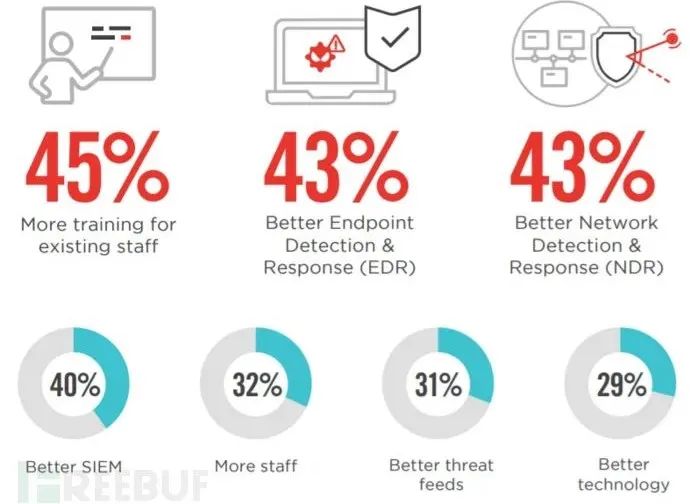 45%
More training for
existing staff
43%
Better Endpoint
Detection &
Response (EDR)
43%
Better Network
Detection &
Response (NDR)
40%
Better SIEM
32%
More staff
31%
Better threat
feeds
29%
Better
technology
FREEBUF